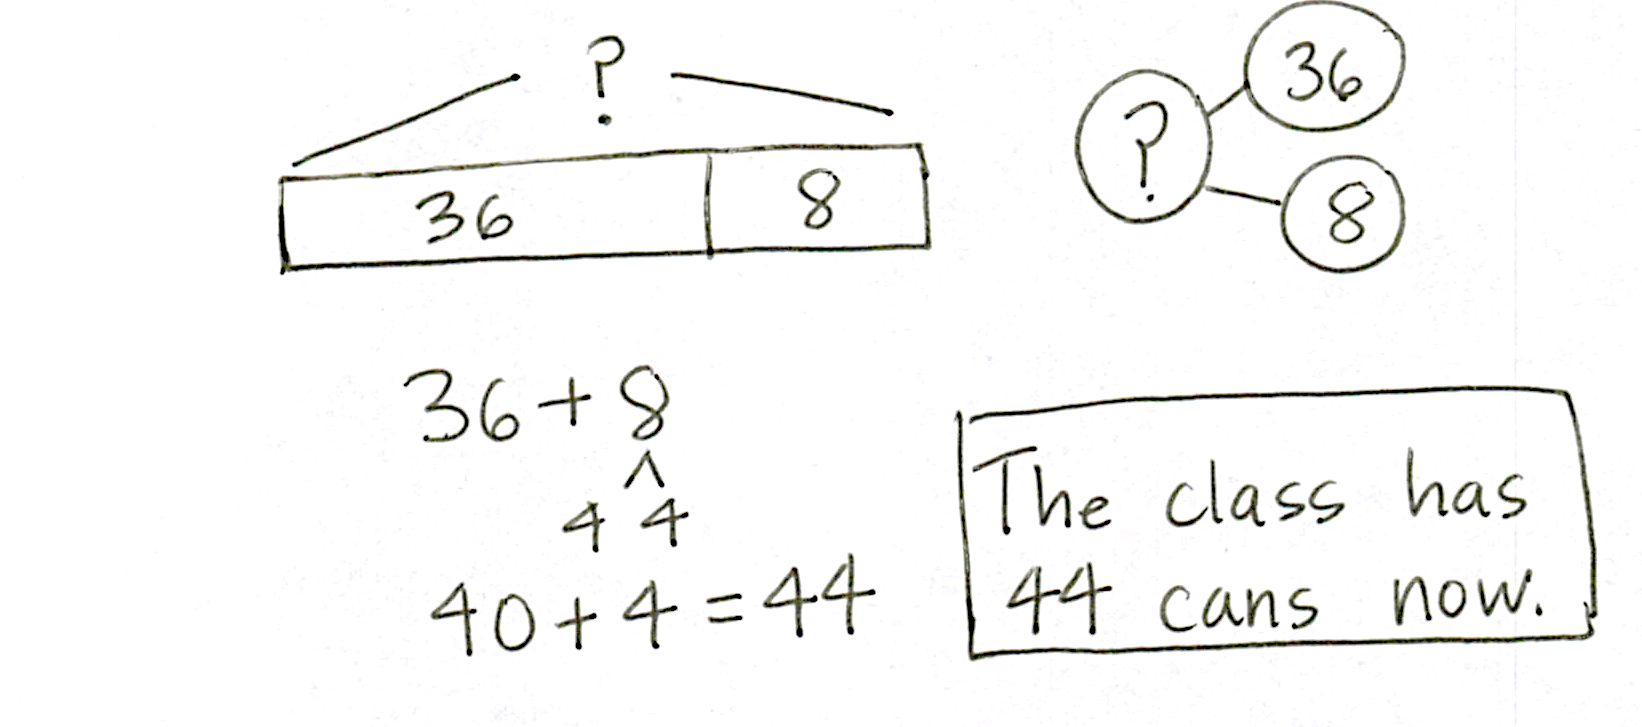 ?
36 8
?
36
8
36 + 8
4 4
40 + 4 = 44
The class has
44 cans now.